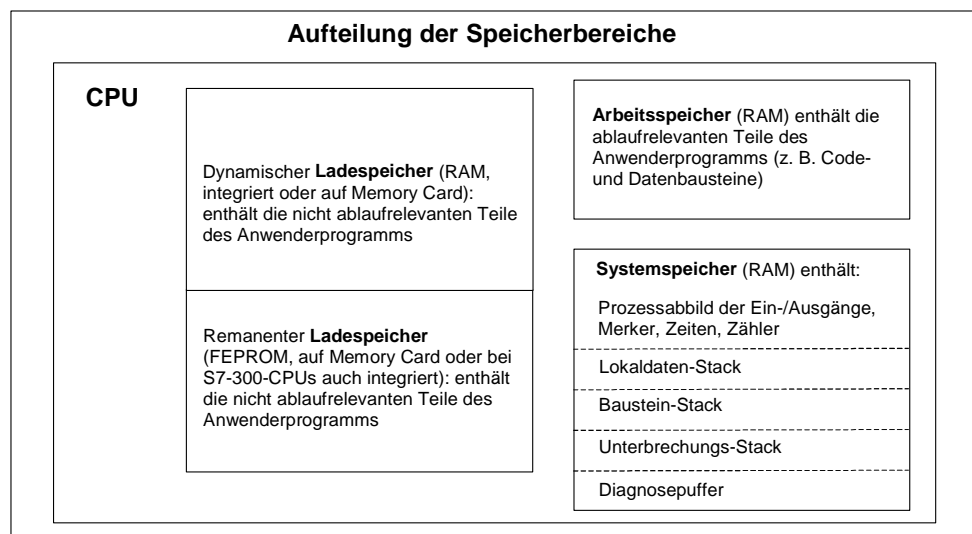 Aufteilung der Speicherbereiche
CPU
Dynamischer Ladespeicher (RAM,
integriert oder auf Memory Card):
enthält die nicht ablaufrelevanten Teile
des Anwenderprogramms
Remanenter Ladespeicher
(FEPROM, auf Memory Card oder bei
S7-300-CPUs auch integriert): enthält
die nicht ablaufrelevanten Teile des
Anwenderprogramms
Arbeitsspeicher (RAM) enthält die
ablaufrelevanten Teile des
Anwenderprogramms (z. B. Code-
und Datenbausteine)
Systemspeicher (RAM) enthält:
Prozessabbild der Ein-/Ausgänge,
Merker, Zeiten, Zähler
Lokaldaten-Stack
Baustein-Stack
Unterbrechungs-Stack
Diagnosepuffer